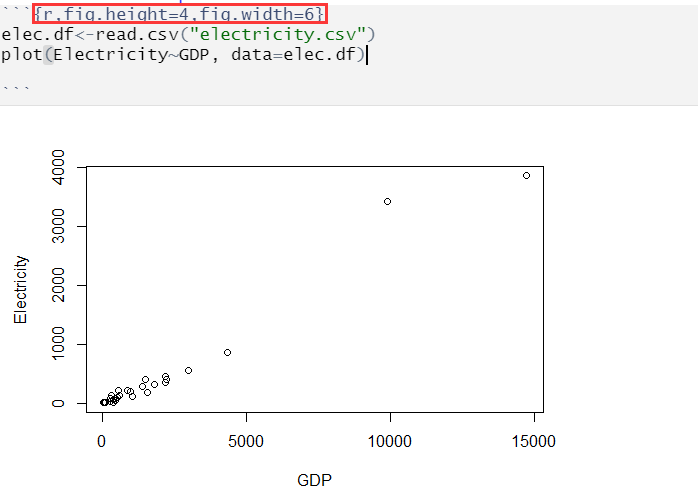 ```{r,fig.height=4,fig.width=6}
elec.df<-read.csv("electricity.csv")
plot(Electricity~GDP, data=elec.df)
```
4000
3000
2000
1000
0
Electricity
0 5000 10000 15000
GDP